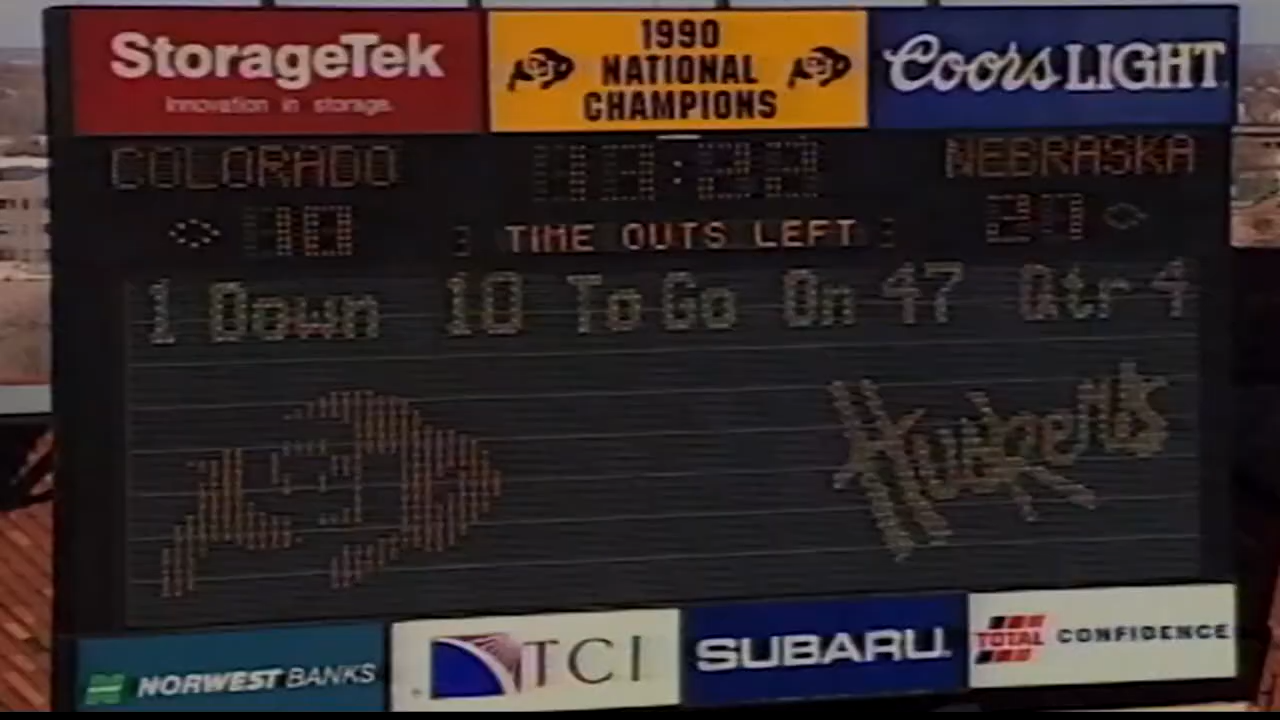 StorageTek
Innovation in storage.
1990
NATIONAL
CHAMPIONS
Coors LIGHT
COLORADO
NEBRASKA
10
TIME OUTS LEFT
1 Down 10 To Go On 47 Qtr 4
Huskers
NORWEST BANKS
TCI
SUBARU
TOTAL CONFIDENCE